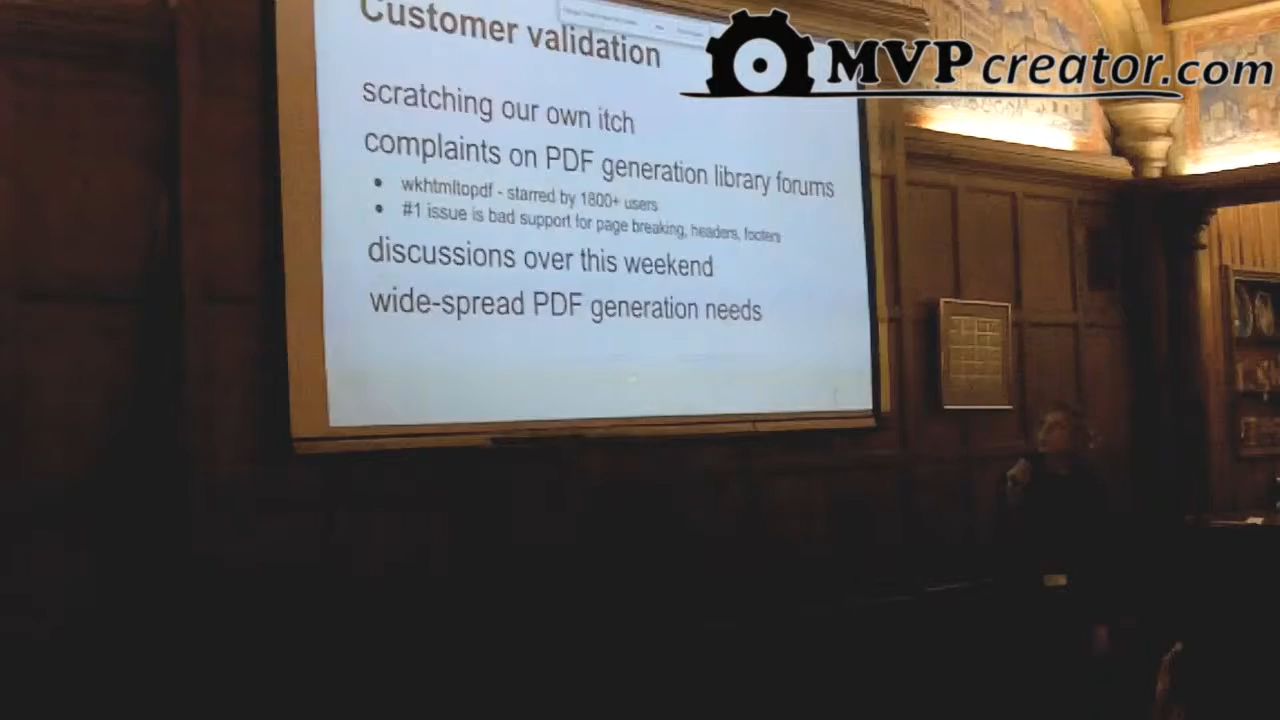 MVPcreator.com
Customer validation
scratching our own itch
complaints on PDF generation library forums
• wkhtmltopdf - starred by 1800+ users
• #1 issue is bad support for page breaking, headers, footers
discussions over this weekend
wide-spread PDF generation needs